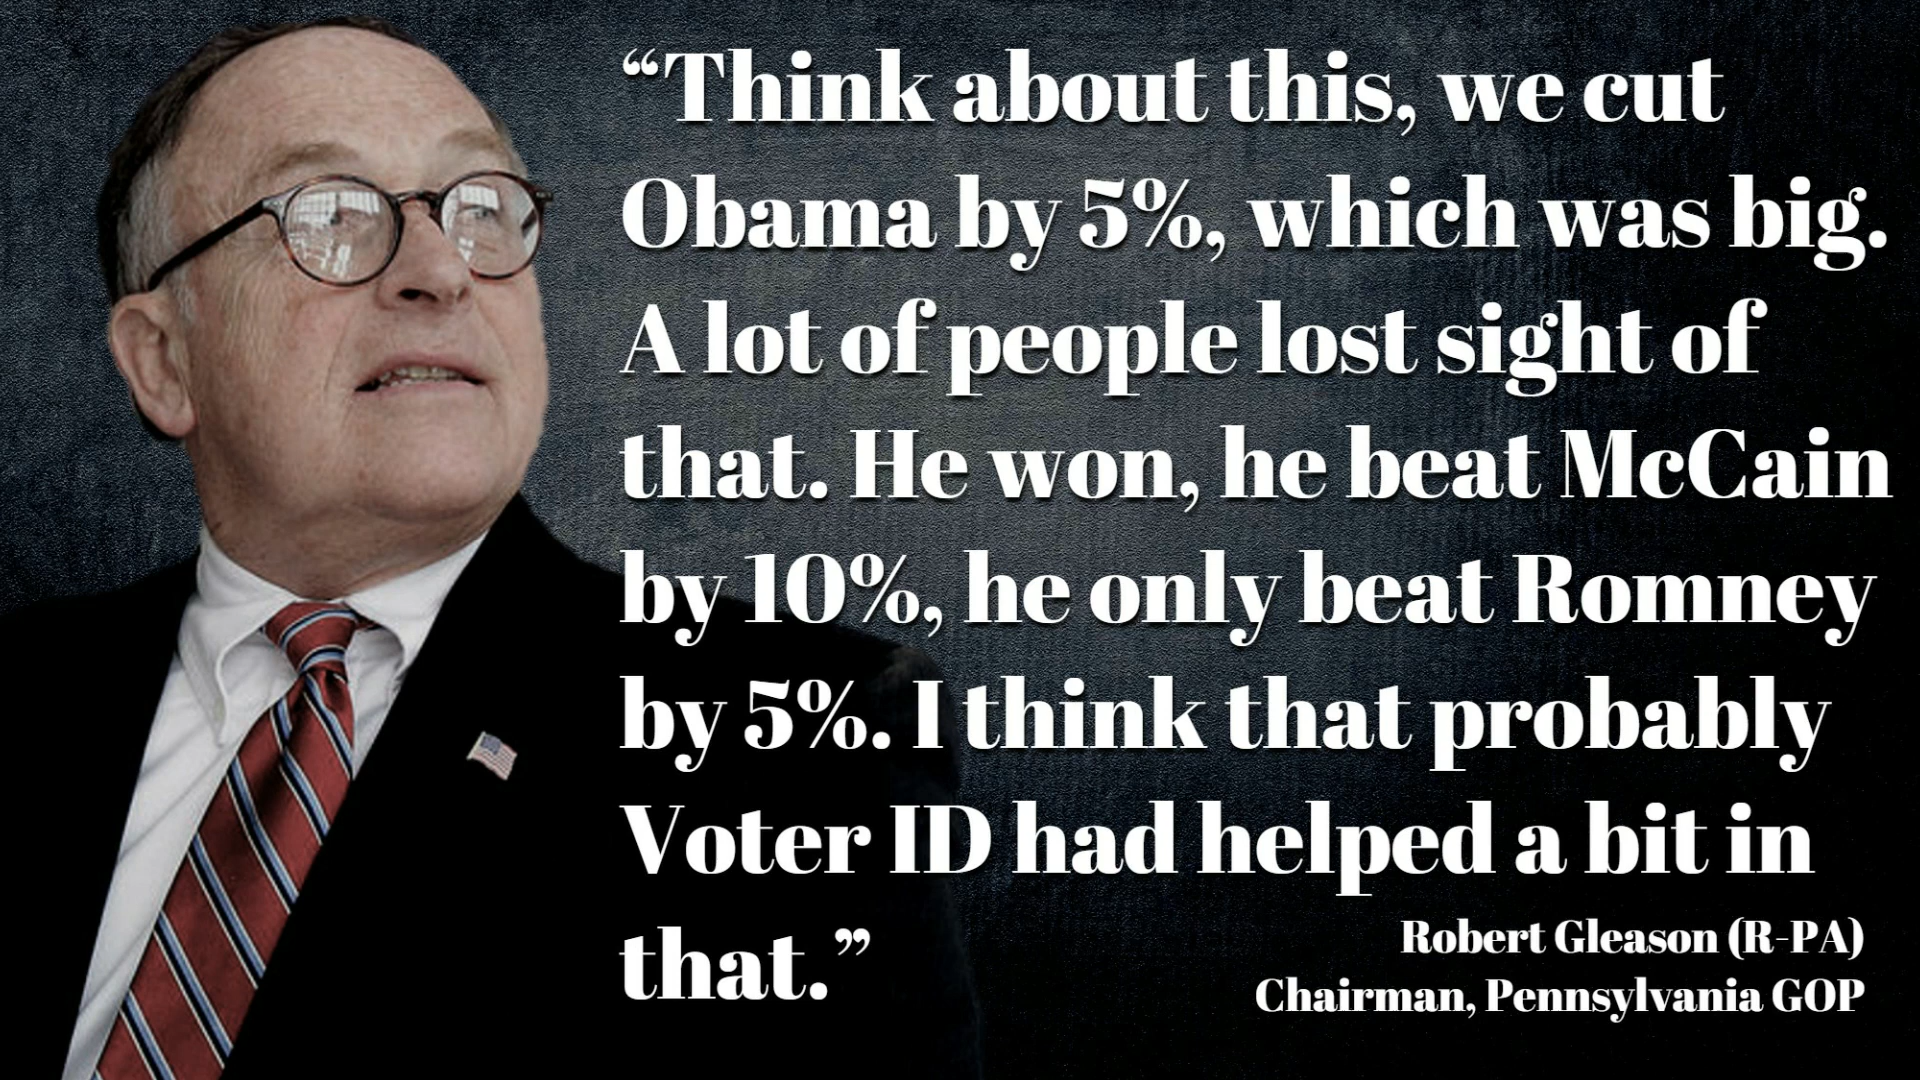 “Think about this, we cut
Obama by 5%, which was big.
A lot of people lost sight of
that. He won, he beat McCain
by 10%, he only beat Romney
by 5%. I think that probably
Voter ID had helped a bit in
that.”
Robert Gleason (R-PA)
Chairman, Pennsylvania GOP